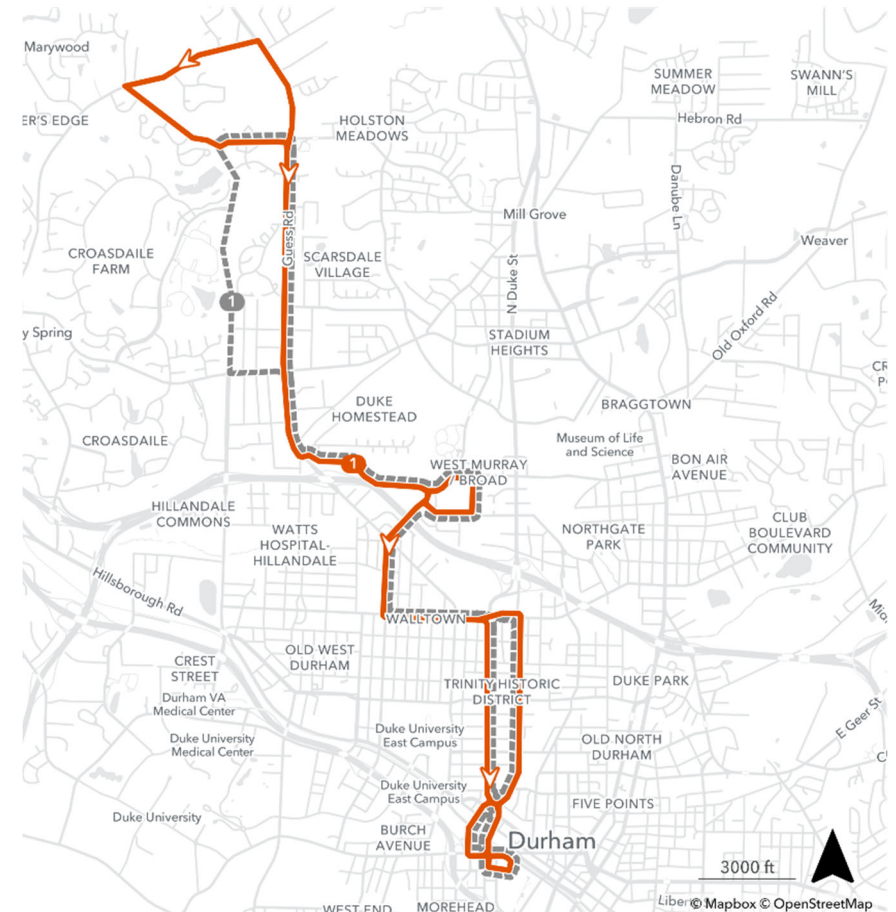 Marywood
SUMMER
MEADOW
SWANN'S
MILL
ER'S EDGE
HOLSTON
MEADOWS
Hebron Rd
Danube Ln
Mill Grove
Guess Rd
Weaver
CROASDAILE
FARM
SCARSDALE
VILLAGE
N Duke St
1
Old Oxford Rd
y Spring
STADIUM
HEIGHTS
CR
P
DUKE
HOMESTEAD
BRAGGTOWN
CROASDAILE
Museum of Life
and Science
BON AIR
AVENUE
1
WEST MURRAY
/ BROAD
HILLANDALE
COMMONS
WATTS
HOSPITAL-
HILLANDALE
NORTHGATE
PARK
CLUB
BOULEVARD
COMMUNITY
Hillsborough Rd
WALLTOWN
OLD WEST
DURHAM
CREST
STREET
TRINITY HISTORIC
DISTRICT
DUKE PARK
Durham VA
Medical Center
E Geer St
Duke University
East Campus
OLD NORTH
DURHAM
Duke University
Medical Center
Duke University
East Campus
FIVE POINTS
Duke University
BURCH
AVENUE
Durham
3000 ft
WEST END
MOREHEAD
© Mapbox © OpenStreetMap